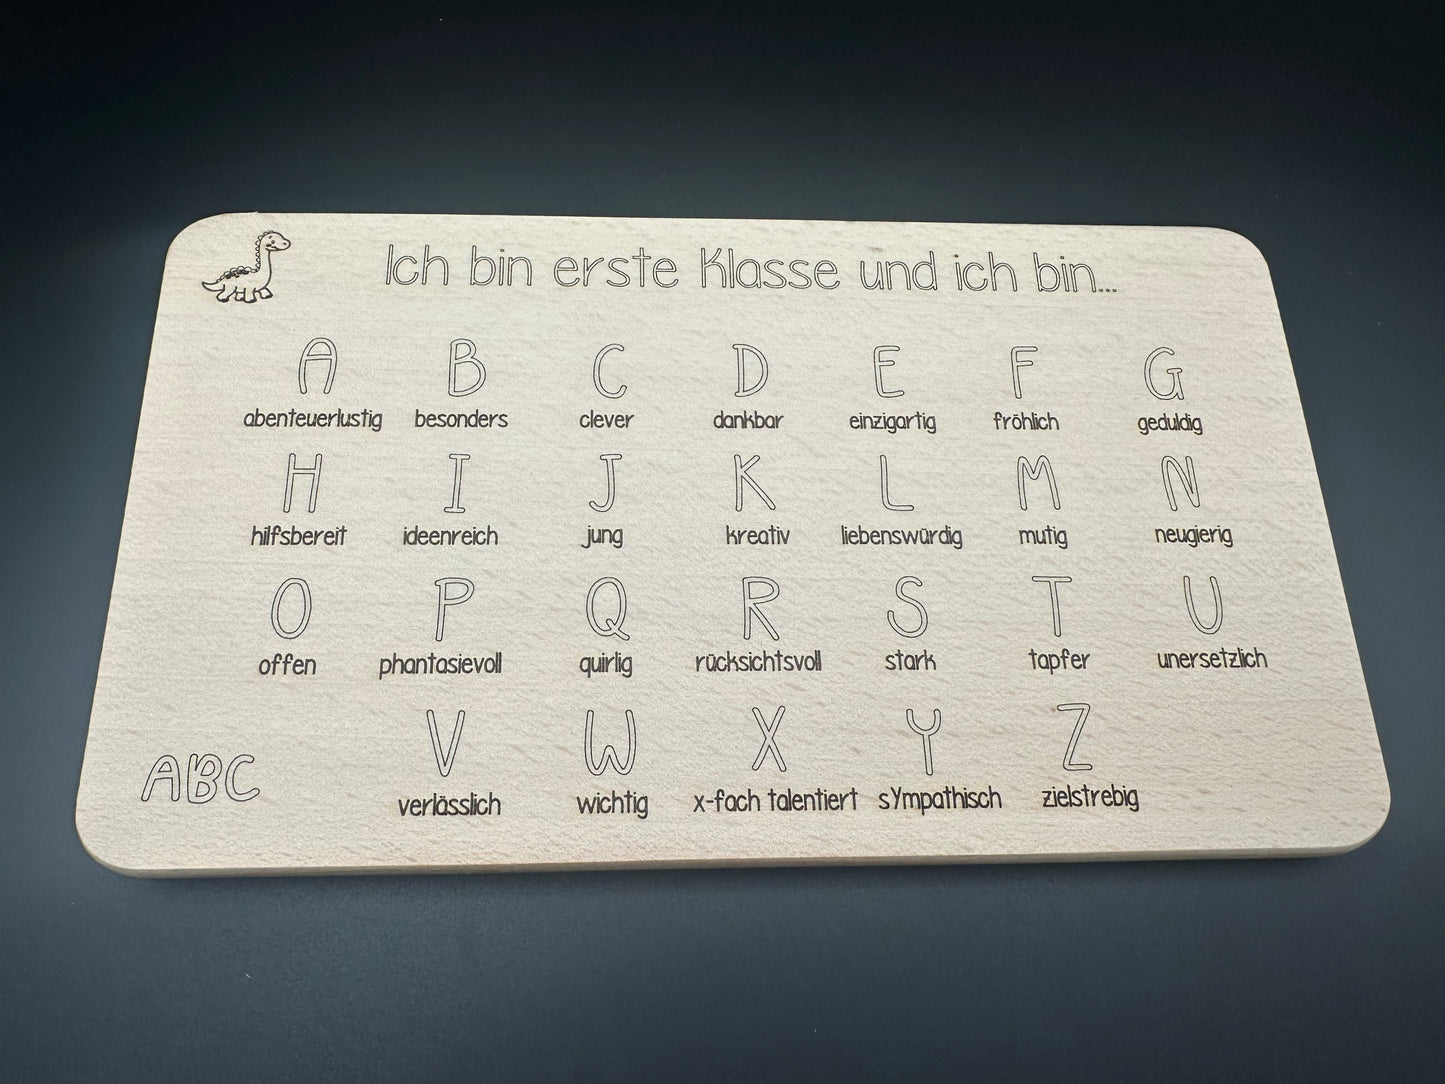 Ich bin erste Klasse und ich bin...
A B C D E F G
abenteuerlustig besonders clever dankbar einzigartig fröhlich geduldig
H I J K L M N
hilfsbereit ideenreich jung kreativ liebenswürdig mutig neugierig
O P Q R S T U
offen phantasievoll quirlig rücksichtsvoll stark tapfer unersetzlich
V W X Y Z
ABC
verlässlich wichtig x-fach talentiert sYmpathisch zielstrebig